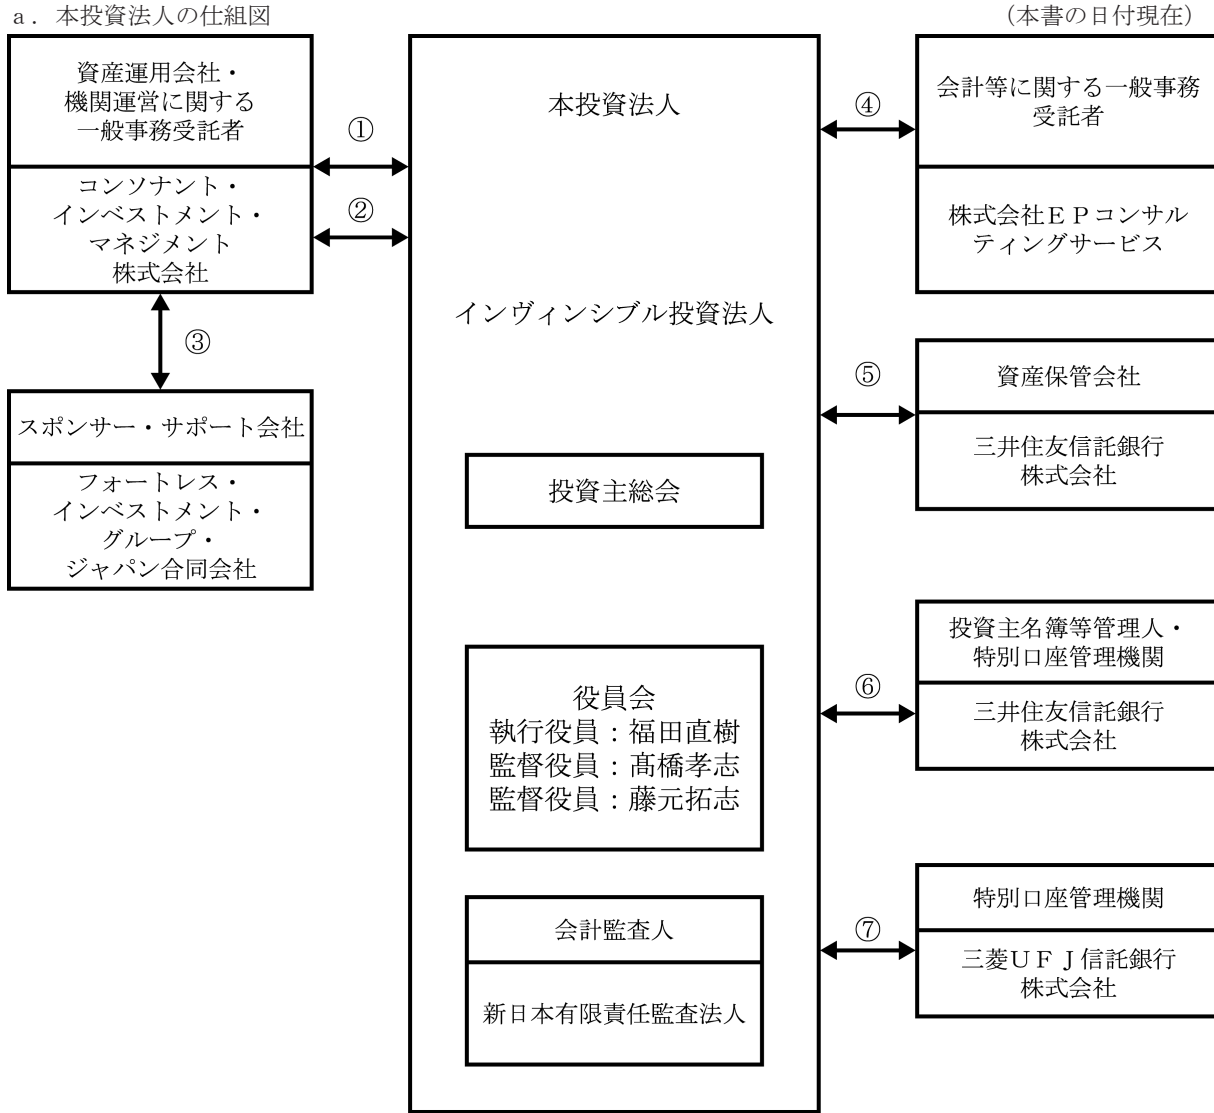 a．本投資法人の仕組図
（本書の日付現在）
資産運用会社・
機関運営に関する
一般事務受託者
コンソナント・
インベストメント・
マネジメント
株式会社
①
②
③
スポンサー・サポート会社
フォートレス・
インベストメント・
グループ・
ジャパン合同会社
本投資法人
インヴィンシブル投資法人
投資主総会
役員会
執行役員：福田直樹
監督役員：髙橋孝志
監督役員：藤元拓志
会計監査人
新日本有限責任監査法人
④
会計等に関する一般事務
受託者
株式会社ＥＰコンサル
ティングサービス
⑤
資産保管会社
三井住友信託銀行
株式会社
⑥
投資主名簿等管理人・
特別口座管理機関
三井住友信託銀行
株式会社
⑦
特別口座管理機関
三菱ＵＦＪ信託銀行
株式会社